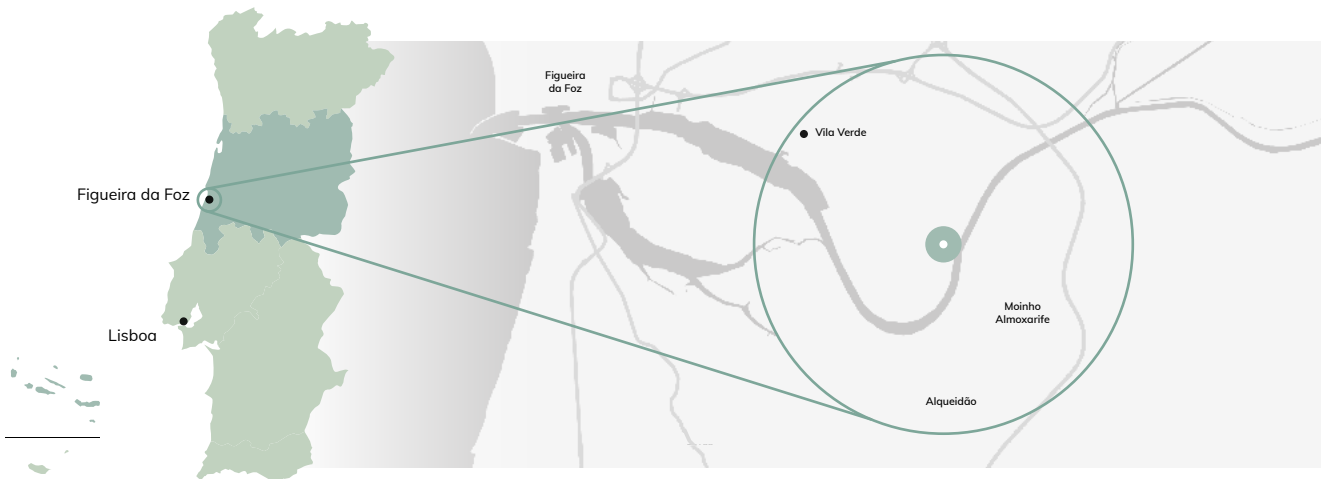 Figueira
da Foz
Vila Verde
Figueira da Foz
Moinho
Almoxarife
Lisboa
Alqueidão